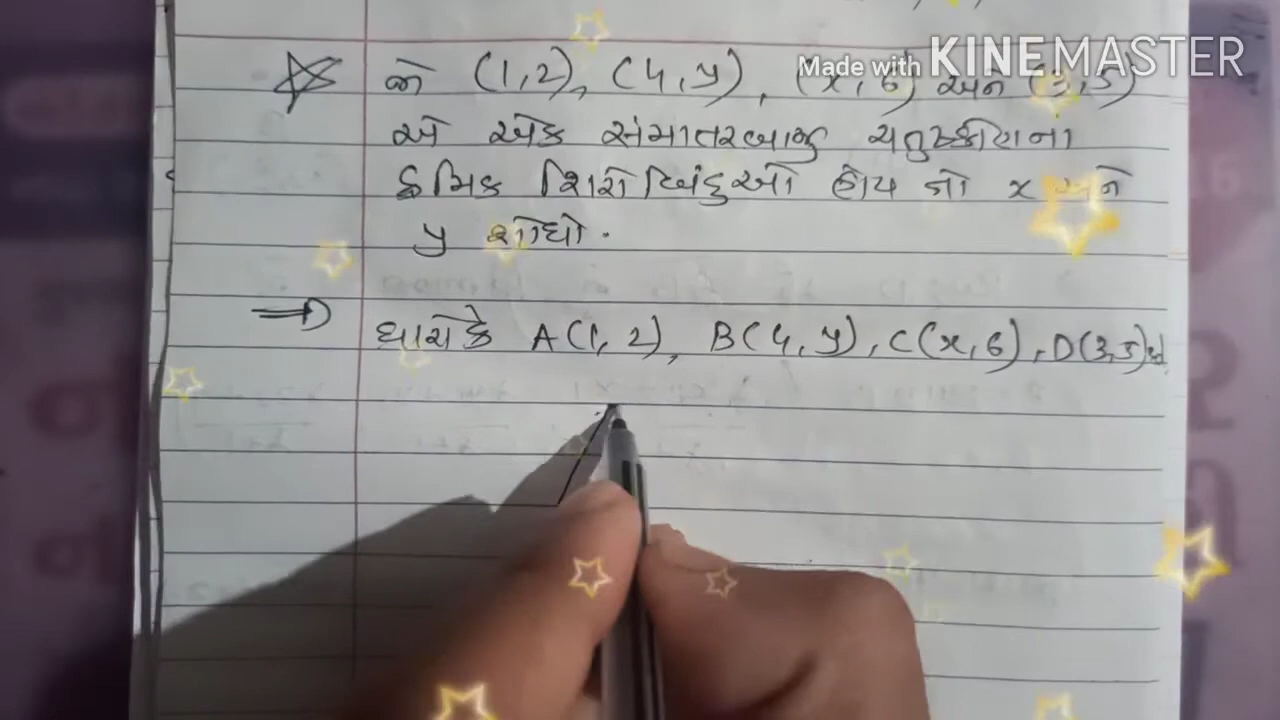 Made with KINEMASTER
જો (1,2), (4,y), (x,6) અને (3,5)
એ એક સમાતરબાજુ ચતુષ્કોણના
ક્રમિક શિરોબિંદુઓ હોય તો x અને
y શોધો.
⇒ ધારોકે A(1,2), B(4,y), C(x,6), D(3,5)